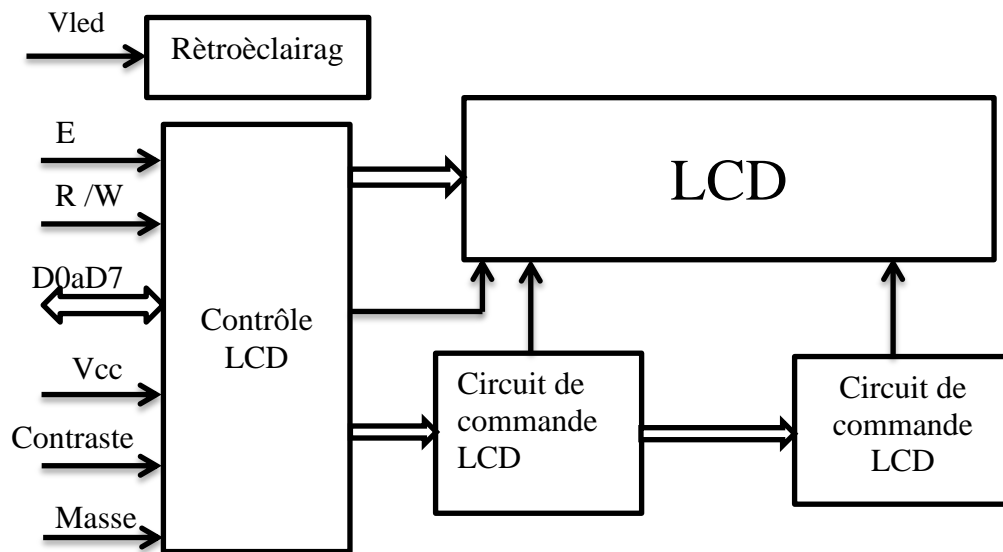 Vled
Rètroèclairag
E
R /W
D0aD7
Vcc
Contraste
Masse
Contrôle
LCD
LCD
Circuit de
commande
LCD
Circuit de
commande
LCD